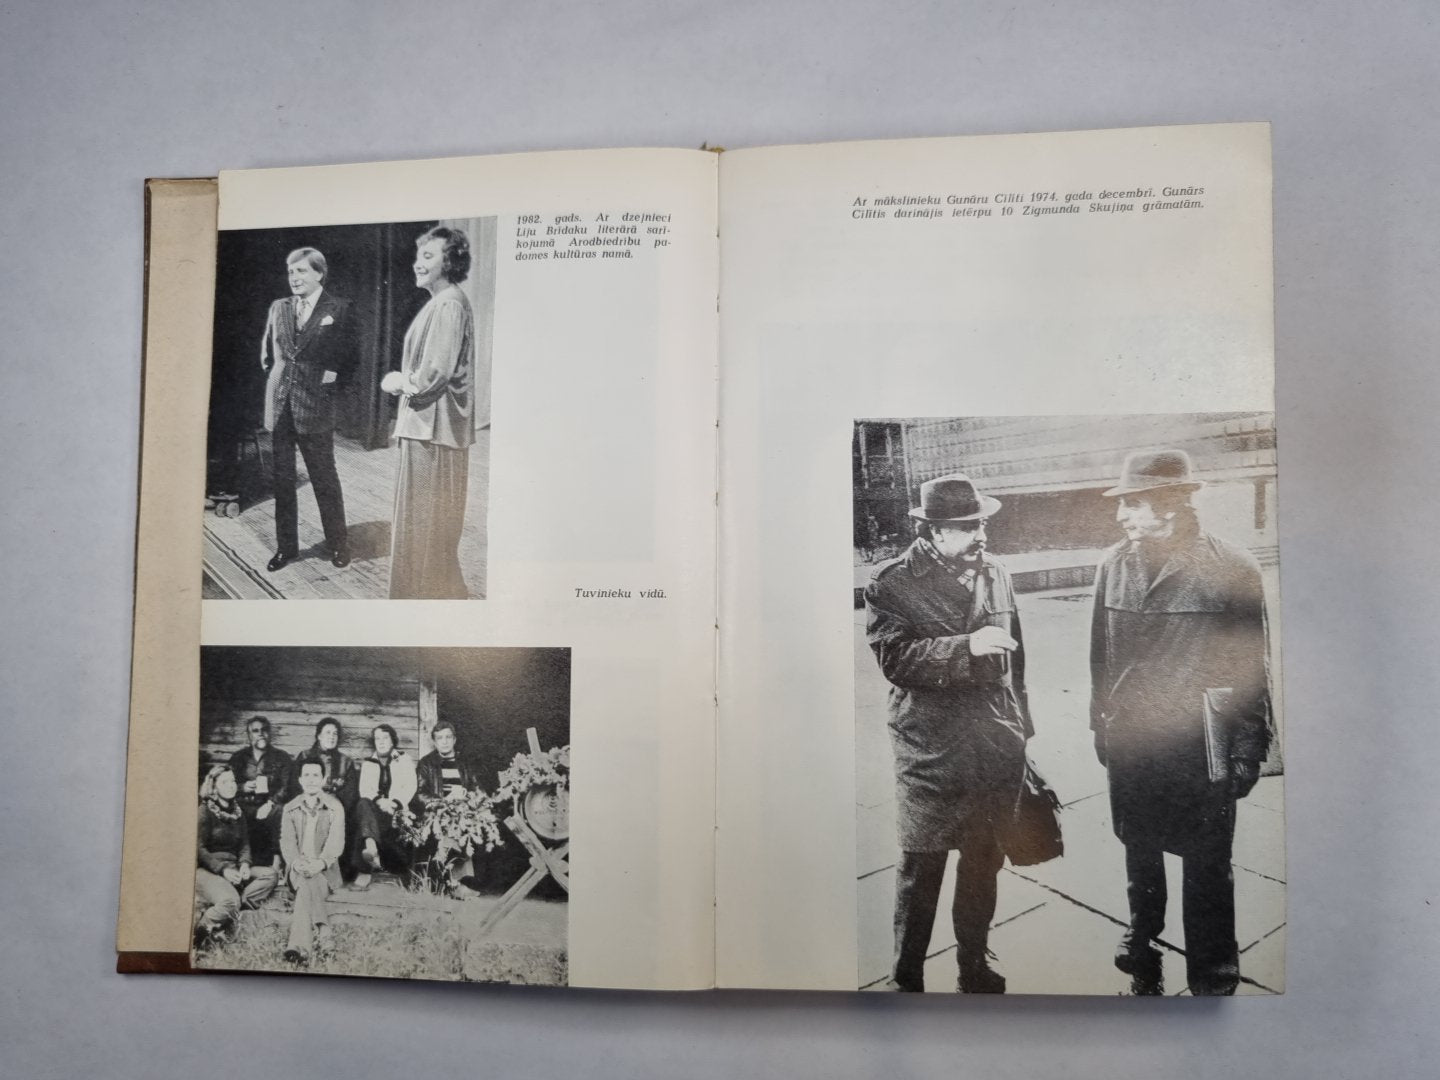 1982. gads. Ar dzejnieci
Liju Brīdaku literārā sarī-
kojumā Arodbiedrību pa-
domes kultūras namā.
Tuvinieku vidū.
Ar mākslinieku Gunāru Cīlīti 1974. gada decembrī. Gunārs
Cīlītis darinājis ietērpu 10 Zigmunda Skujiņa grāmatām.